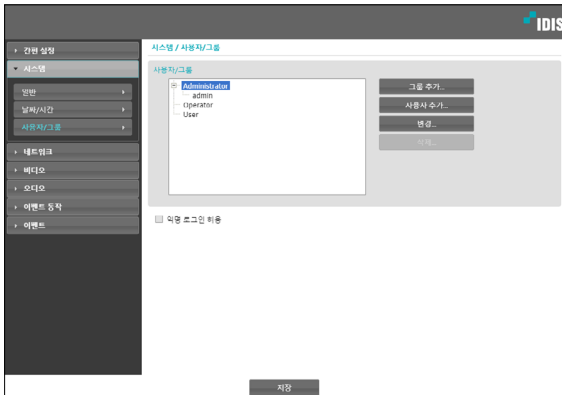 IDIS
간편 설정
시스템
일반
날짜/시간
사용자/그룹
네트워크
비디오
오디오
이벤트 동작
이벤트
시스템 / 사용자/그룹
사용자/그룹
Administrator
admin
Operator
User
그룹 추가...
사용자 추가...
변경...
삭제...
익명 로그인 허용
저장